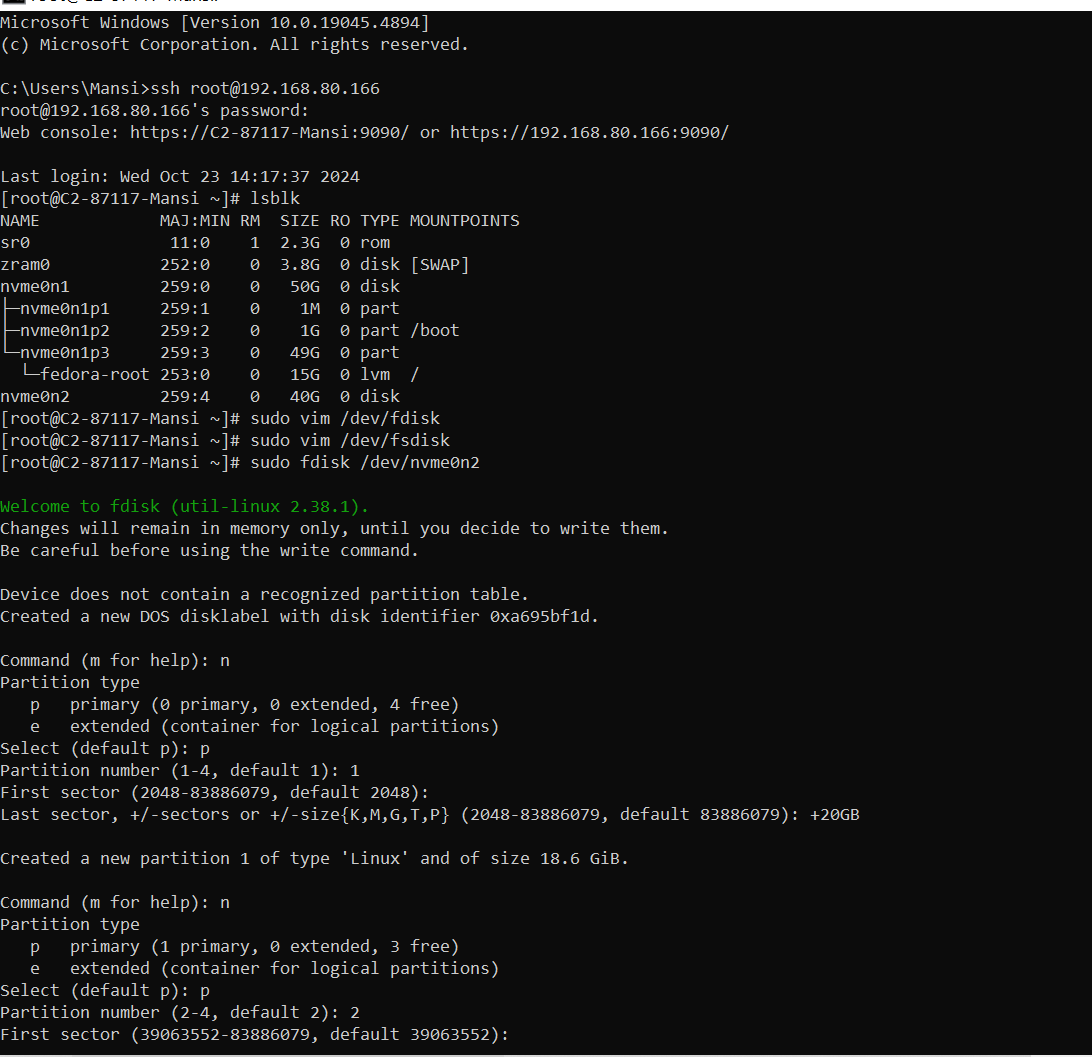 Microsoft Windows [Version 10.0.19045.4894]
(c) Microsoft Corporation. All rights reserved.
C:\Users\Mansi>ssh root@192.168.80.166
root@192.168.80.166's password:
Web console: https://C2-87117-Mansi:9090/ or https://192.168.80.166:9090/
Last login: Wed Oct 23 14:17:37 2024
[root@C2-87117-Mansi ~]# lsblk
NAME            MAJ:MIN RM  SIZE RO TYPE MOUNTPOINTS
sr0              11:0    1  2.3G  0 rom
zram0           252:0    0  3.8G  0 disk [SWAP]
nvme0n1         259:0    0   50G  0 disk
├─nvme0n1p1     259:1    0    1M  0 part
├─nvme0n1p2     259:2    0    1G  0 part /boot
└─nvme0n1p3     259:3    0   49G  0 part
  └─fedora-root 253:0    0   15G  0 lvm  /
nvme0n2         259:4    0   40G  0 disk
[root@C2-87117-Mansi ~]# sudo vim /dev/fdisk
[root@C2-87117-Mansi ~]# sudo vim /dev/fsdisk
[root@C2-87117-Mansi ~]# sudo fdisk /dev/nvme0n2
Welcome to fdisk (util-linux 2.38.1).
Changes will remain in memory only, until you decide to write them.
Be careful before using the write command.
Device does not contain a recognized partition table.
Created a new DOS disklabel with disk identifier 0xa695bf1d.
Command (m for help): n
Partition type
   p   primary (0 primary, 0 extended, 4 free)
   e   extended (container for logical partitions)
Select (default p): p
Partition number (1-4, default 1): 1
First sector (2048-83886079, default 2048):
Last sector, +/-sectors or +/-size{K,M,G,T,P} (2048-83886079, default 83886079): +20GB
Created a new partition 1 of type 'Linux' and of size 18.6 GiB.
Command (m for help): n
Partition type
   p   primary (1 primary, 0 extended, 3 free)
   e   extended (container for logical partitions)
Select (default p): p
Partition number (2-4, default 2): 2
First sector (39063552-83886079, default 39063552):